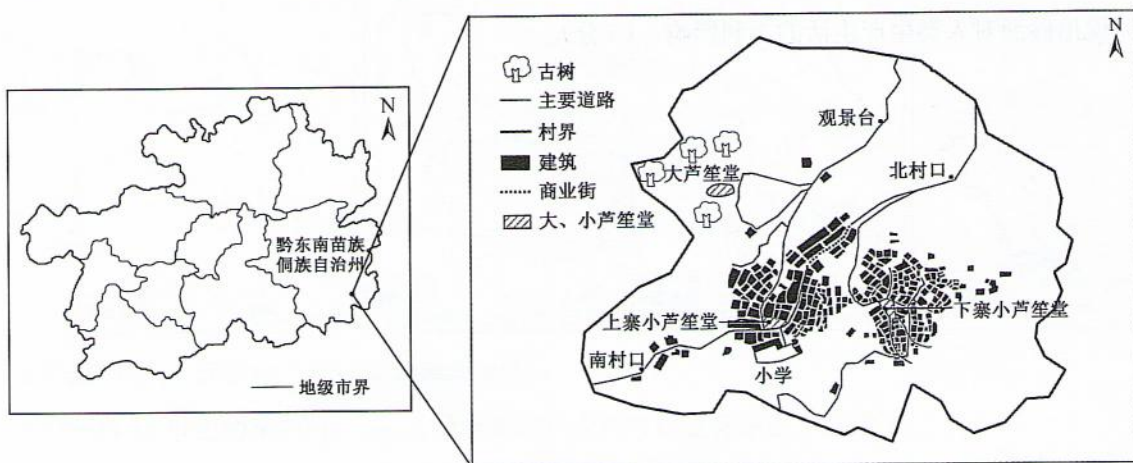 N
黔东南苗族
侗族自治州
地级市界
N
古树
主要道路
村界
建筑
商业街
大、小芦笙堂
观景台
北村口
大芦笙堂
上寨小芦笙堂
下寨小芦笙堂
南村口
小学